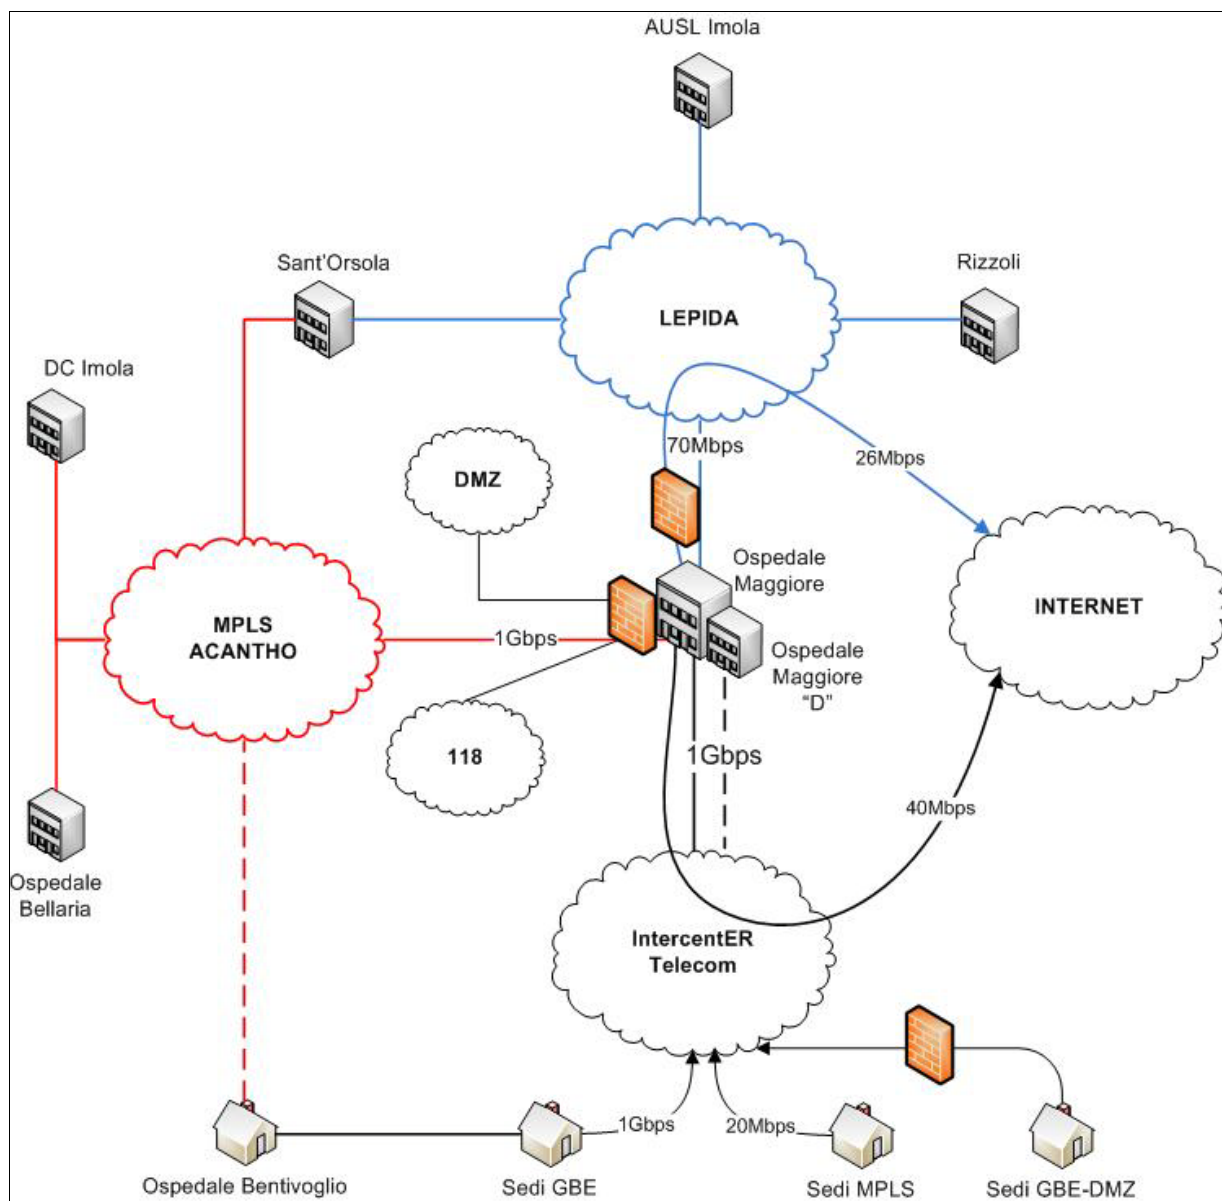 AUSL Imola
Sant'Orsola
Rizzoli
LEPIDA
DC Imola
70Mbps
26Mbps
DMZ
Ospedale
Maggiore
INTERNET
MPLS
ACANTHO
1Gbps
Ospedale
Maggiore
“D”
118
1Gbps
40Mbps
Ospedale
Bellaria
IntercentER
Telecom
1Gbps
20Mbps
Ospedale Bentivoglio
Sedi GBE
Sedi MPLS
Sedi GBE-DMZ